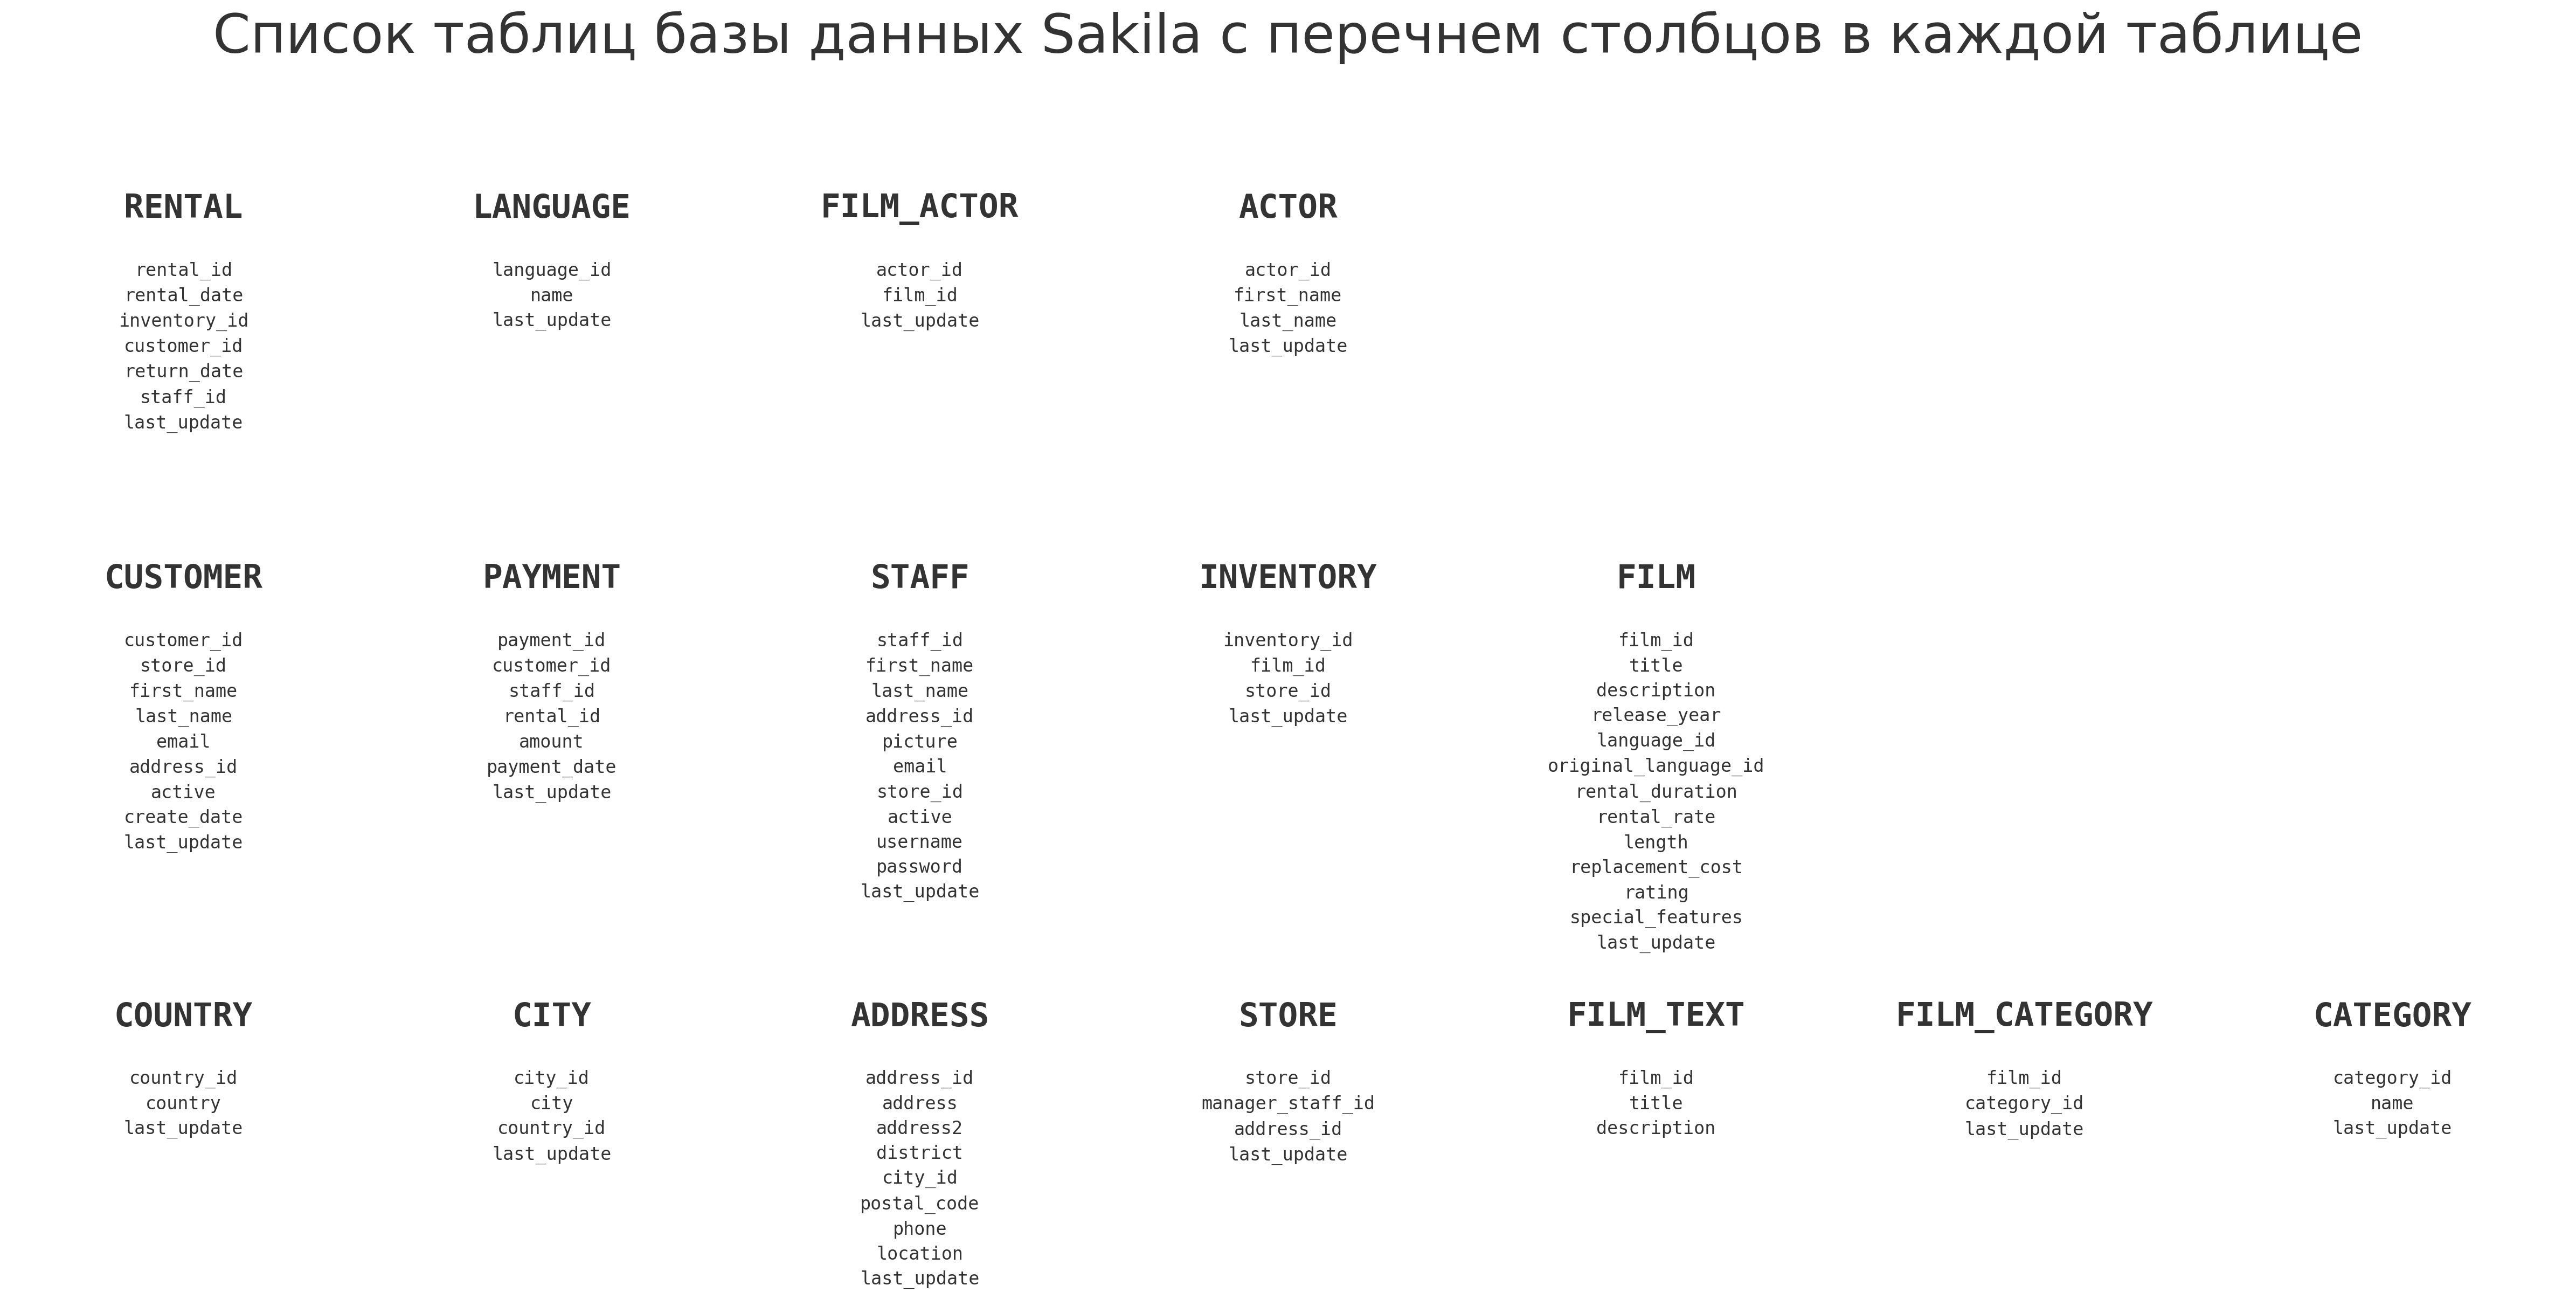 Список таблиц базы данных Sakila с перечнем столбцов в каждой таблице
RENTAL
rental_id
rental_date
inventory_id
customer_id
return_date
staff_id
last_update
LANGUAGE
language_id
name
last_update
FILM_ACTOR
actor_id
film_id
last_update
ACTOR
actor_id
first_name
last_name
last_update
CUSTOMER
customer_id
store_id
first_name
last_name
email
address_id
active
create_date
last_update
PAYMENT
payment_id
customer_id
staff_id
rental_id
amount
payment_date
last_update
STAFF
staff_id
first_name
last_name
address_id
picture
email
store_id
active
username
password
last_update
INVENTORY
inventory_id
film_id
store_id
last_update
FILM
film_id
title
description
release_year
language_id
original_language_id
rental_duration
rental_rate
length
replacement_cost
rating
special_features
last_update
COUNTRY
country_id
country
last_update
CITY
city_id
city
country_id
last_update
ADDRESS
address_id
address
address2
district
city_id
postal_code
phone
location
last_update
STORE
store_id
manager_staff_id
address_id
last_update
FILM_TEXT
film_id
title
description
FILM_CATEGORY
film_id
category_id
last_update
CATEGORY
category_id
name
last_update